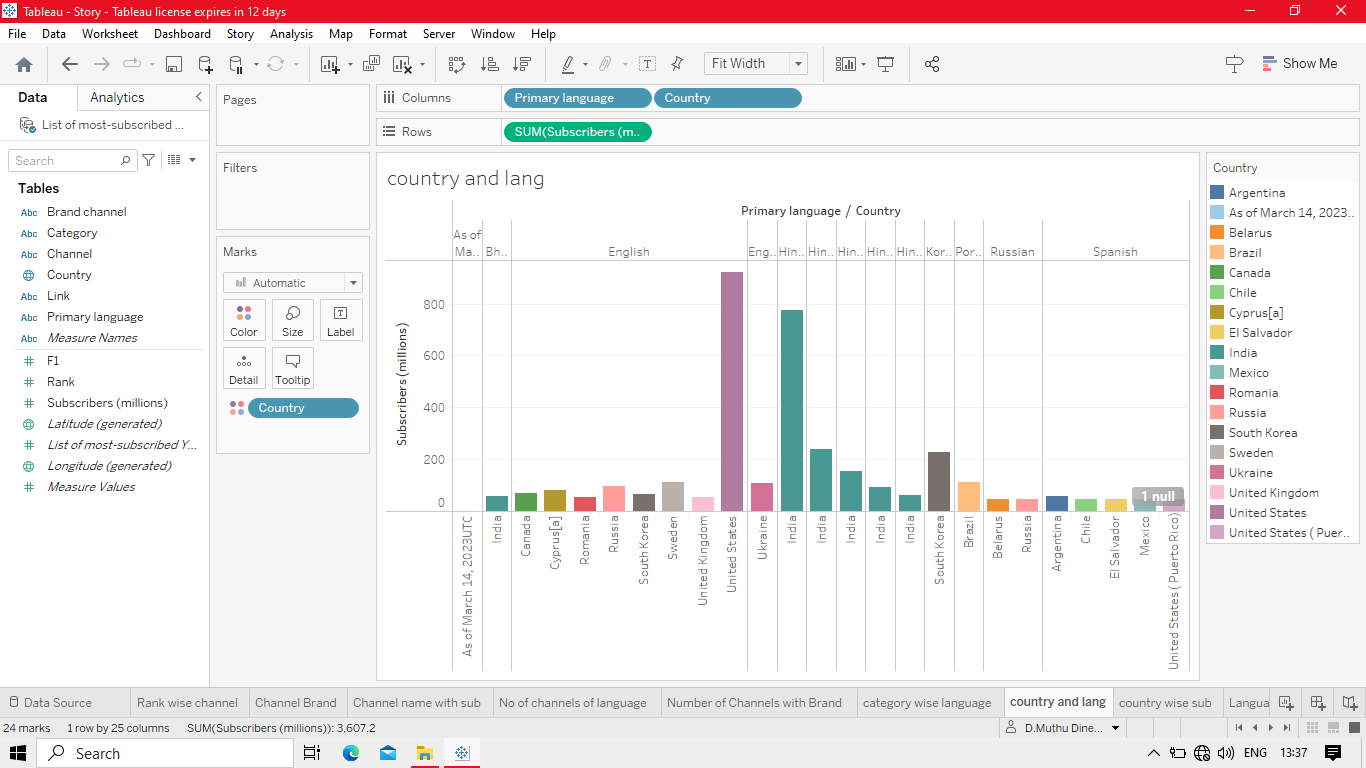 Tableau - Story - Tableau license expires in 12 days
File Data Worksheet Dashboard Story Analysis Map Format Server Window Help
Fit Width
Show Me
Data Analytics
List of most-subscribed ...
Search
Tables
Abc Brand channel
Abc Category
Abc Channel
Country
Abc Link
Abc Primary language
Abc Measure Names
F1
Rank
Subscribers (millions)
Latitude (generated)
List of most-subscribed Y...
Longitude (generated)
Measure Values
Pages
Filters
Marks
Automatic
Color Size Label
Detail Tooltip
Country
Columns Primary language Country
Rows SUM(Subscribers (m..
country and lang
Primary language / Country
As of
Ma.. Bh.. English Eng.. Hin.. Hin.. Hin.. Hin.. Hin.. Kor.. Por.. Russian Spanish
Subscribers (millions)
800
600
400
200
0
1 null
As of March 14, 2023UTC
India
Canada
Cyprus[a]
Romania
Russia
South Korea
Sweden
United Kingdom
United States
Ukraine
India
India
India
India
India
South Korea
Brazil
Belarus
Russia
Argentina
Chile
El Salvador
Mexico
United States ( Puerto Rico)
Country
Argentina
As of March 14, 2023..
Belarus
Brazil
Canada
Chile
Cyprus[a]
El Salvador
India
Mexico
Romania
Russia
South Korea
Sweden
Ukraine
United Kingdom
United States
United States ( Puer..
Data Source Rank wise channel Channel Brand Channel name with sub No of channels of language Number of Channels with Brand category wise language country and lang country wise sub Langua
24 marks 1 row by 25 columns SUM(Subscribers (millions)): 3,607.2 D.Muthu Dine...
Search ENG 13:37